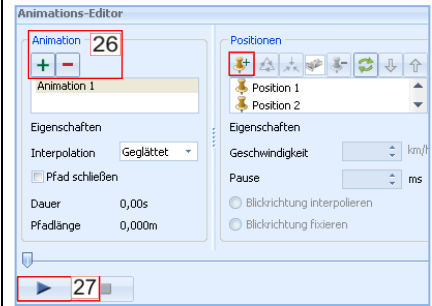 Animations-Editor
Animation
26
Animation 1
Eigenschaften
Interpolation Geglättet
Pfad schließen
Dauer 0,00s
Pfadlänge 0,000m
Positionen
Position 1
Position 2
Eigenschaften
Geschwindigkeit km/h
Pause ms
Blickrichtung interpolieren
Blickrichtung fixieren
27